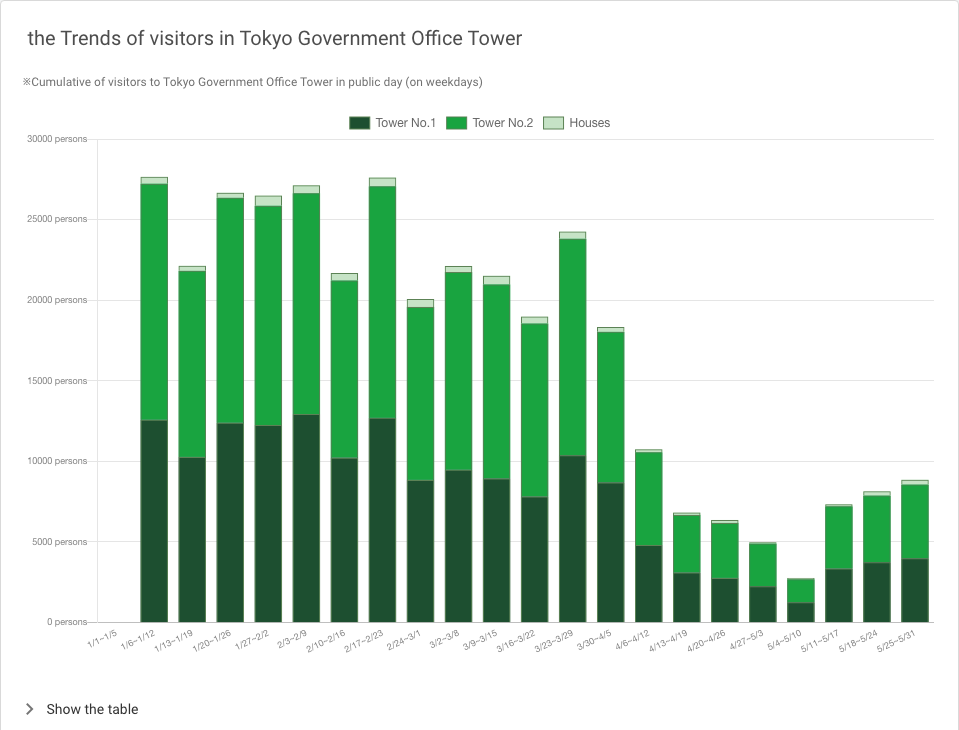 the Trends of visitors in Tokyo Government Office Tower
※Cumulative of visitors to Tokyo Government Office Tower in public day (on weekdays)
Tower No.1 Tower No.2 Houses
30000 persons
25000 persons
20000 persons
15000 persons
10000 persons
5000 persons
0 persons
1/1~1/5 1/6~1/12 1/13~1/19 1/20~1/26 1/27~2/2 2/3~2/9 2/10~2/16 2/17~2/23 2/24~3/1 3/2~3/8 3/9~3/15 3/16~3/22 3/23~3/29 3/30~4/5 4/6~4/12 4/13~4/19 4/20~4/26 4/27~5/3 5/4~5/10 5/11~5/17 5/18~5/24 5/25~5/31
Show the table